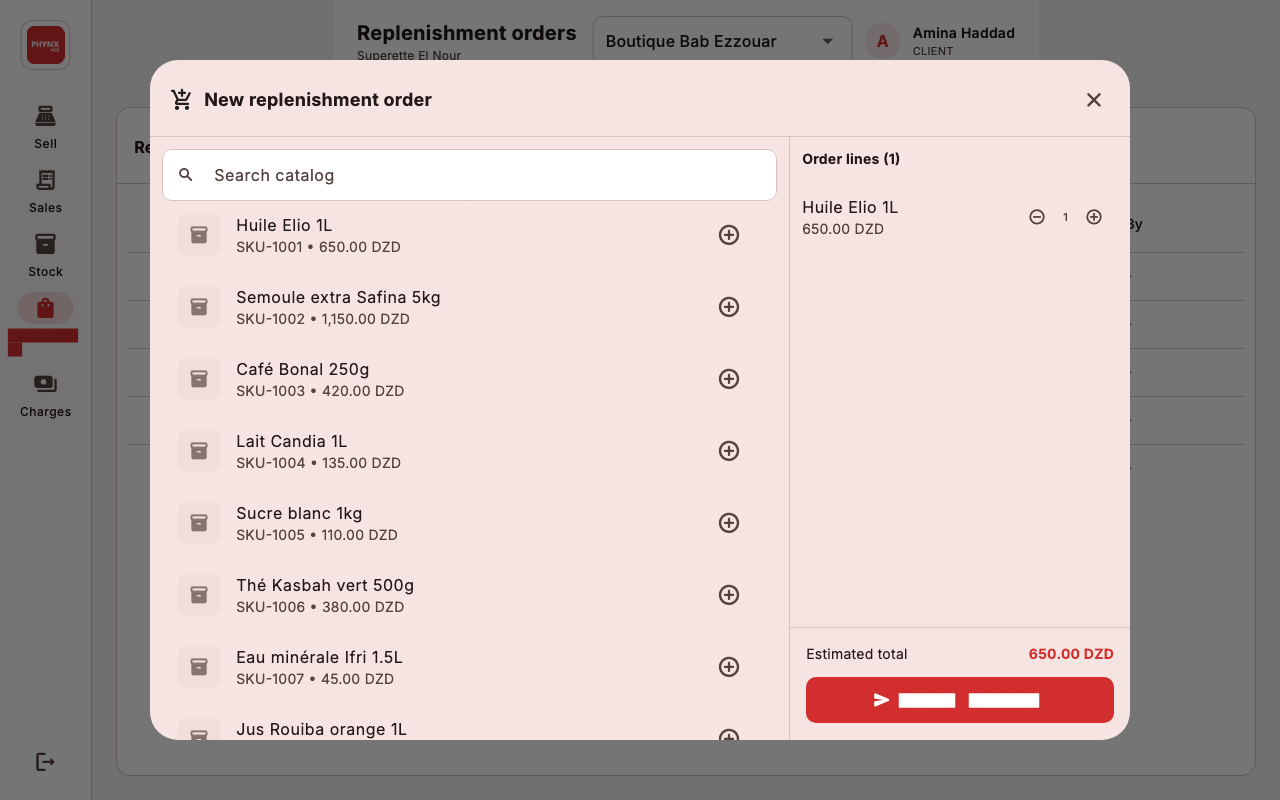 PHYNX
Replenishment orders
Superette El Nour
Boutique Bab Ezzouar
A
Amina Haddad
CLIENT
Sell
Sales
Stock
Charges
New replenishment order
Search catalog
Huile Elio 1L
SKU-1001 • 650.00 DZD
Semoule extra Safina 5kg
SKU-1002 • 1,150.00 DZD
Café Bonal 250g
SKU-1003 • 420.00 DZD
Lait Candia 1L
SKU-1004 • 135.00 DZD
Sucre blanc 1kg
SKU-1005 • 110.00 DZD
Thé Kasbah vert 500g
SKU-1006 • 380.00 DZD
Eau minérale Ifri 1.5L
SKU-1007 • 45.00 DZD
Jus Rouiba orange 1L
Order lines (1)
Huile Elio 1L
650.00 DZD
1
Estimated total
650.00 DZD